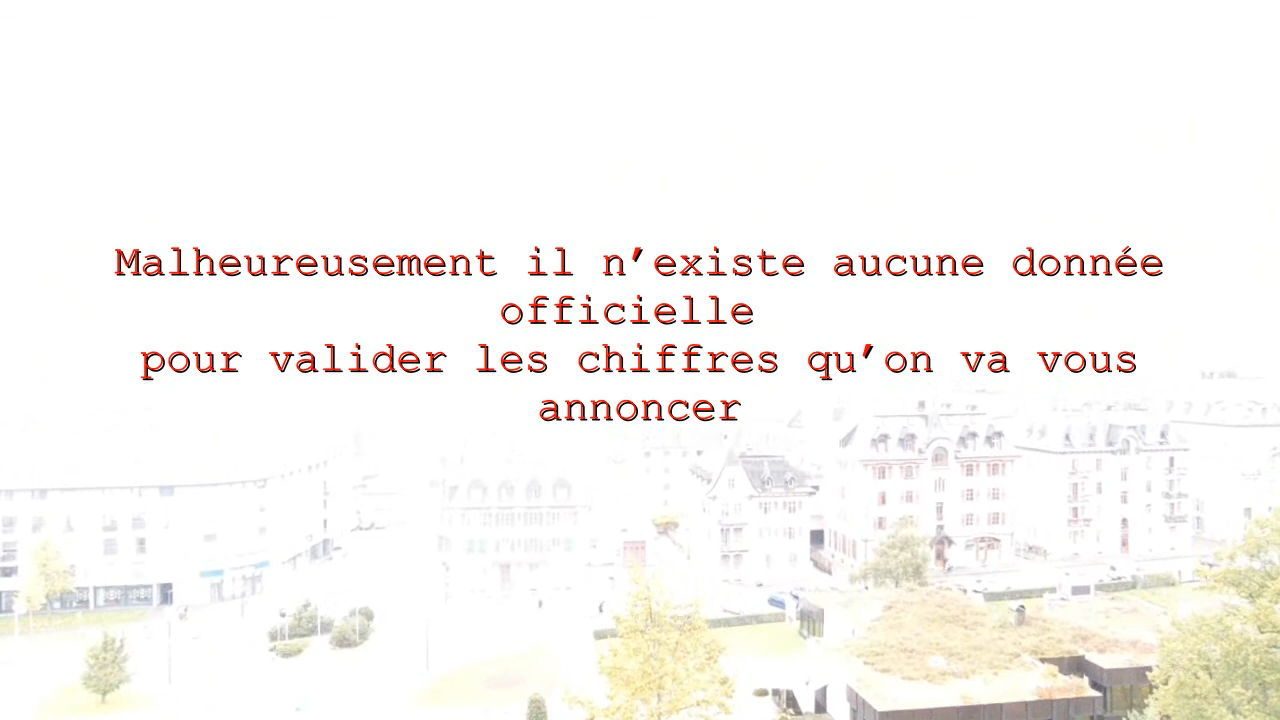 Malheureusement il n’existe aucune donnée
officielle
pour valider les chiffres qu’on va vous
annoncer